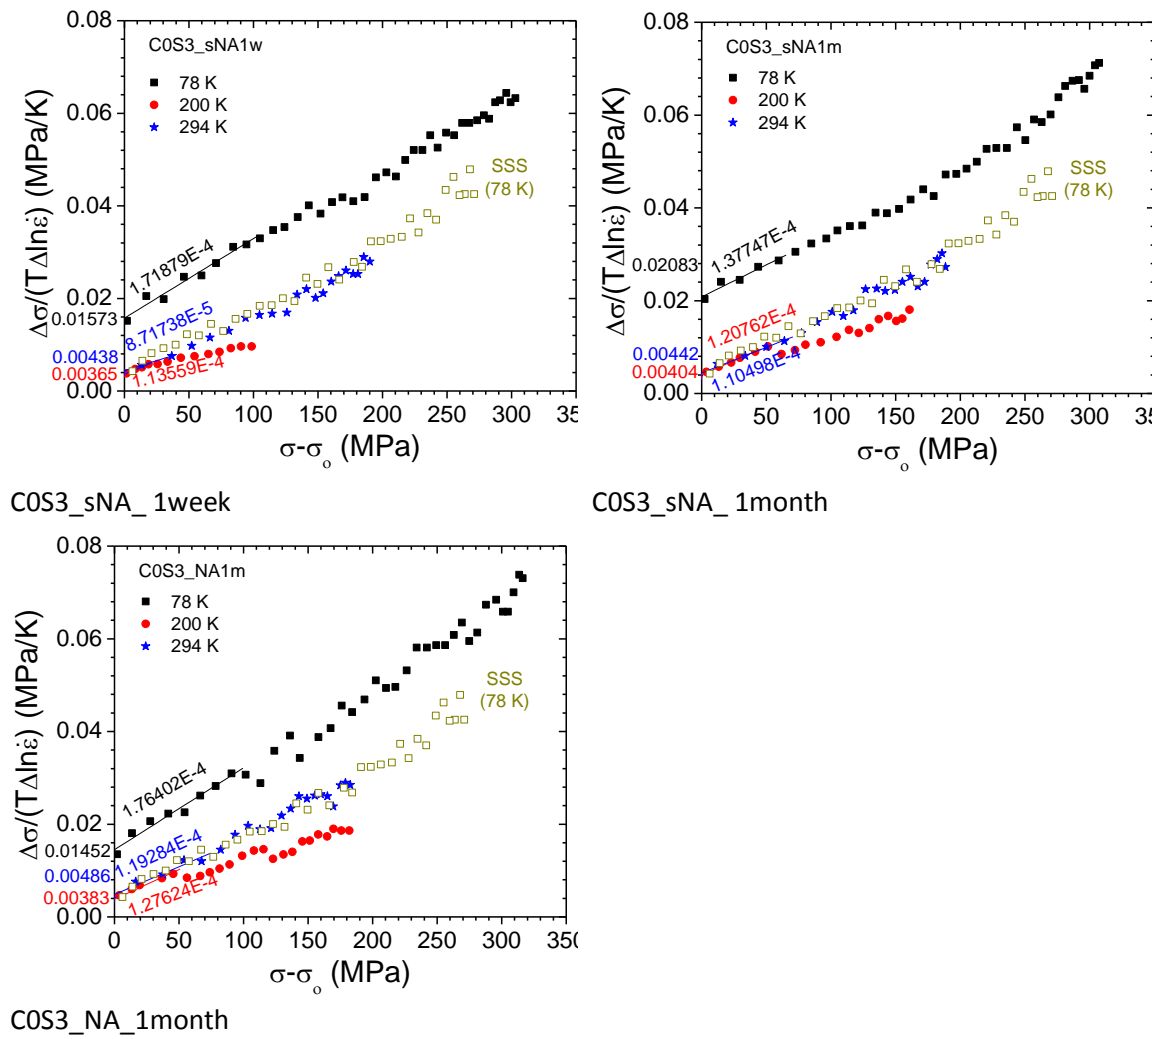 0.08
0.06
0.04
0.02
0.00
Δσ/(TΔlnε̇) (MPa/K)
C0S3_sNA1w
78 K
200 K
294 K
SSS
(78 K)
1.71879E-4
8.71738E-5
1.13559E-4
0.01573
0.00438
0.00365
0 50 100 150 200 250 300 35
σ-σo (MPa)
C0S3_sNA_ 1week
0.08
0.06
0.04
0.02
0.00
Δσ/(TΔlnε̇) (MPa/K)
C0S3_sNA1m
78 K
200 K
294 K
SSS
(78 K)
1.37747E-4
1.20762E-4
1.10498E-4
0.02083
0.00442
0.00404
0 50 100 150 200 250 300 35
σ-σo (MPa)
C0S3_sNA_ 1month
0.08
0.06
0.04
0.02
0.00
Δσ/(TΔlnε̇) (MPa/K)
C0S3_NA1m
78 K
200 K
294 K
SSS
(78 K)
1.76402E-4
1.19284E-4
1.27624E-4
0.01452
0.00486
0.00383
0 50 100 150 200 250 300 350
σ-σo (MPa)
C0S3_NA_1month